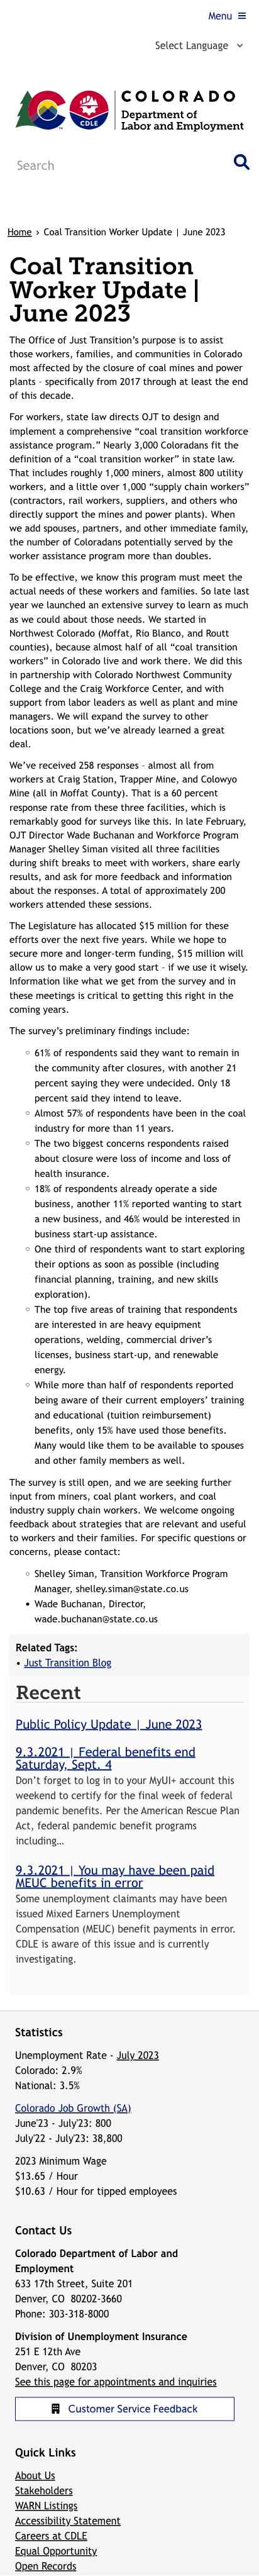 Menu
Select Language
CDLE
COLORADO
Department of
Labor and Employment
Search
Home › Coal Transition Worker Update | June 2023
Coal Transition
Worker Update |
June 2023
The Office of Just Transition’s purpose is to assist
those workers, families, and communities in Colorado
most affected by the closure of coal mines and power
plants – specifically from 2017 through at least the end
of this decade.
For workers, state law directs OJT to design and
implement a comprehensive “coal transition workforce
assistance program.” Nearly 3,000 Coloradans fit the
definition of a “coal transition worker” in state law.
That includes roughly 1,000 miners, almost 800 utility
workers, and a little over 1,000 “supply chain workers”
(contractors, rail workers, suppliers, and others who
directly support the mines and power plants). When
we add spouses, partners, and other immediate family,
the number of Coloradans potentially served by the
worker assistance program more than doubles.
To be effective, we know this program must meet the
actual needs of these workers and families. So late last
year we launched an extensive survey to learn as much
as we could about those needs. We started in
Northwest Colorado (Moffat, Rio Blanco, and Routt
counties), because almost half of all “coal transition
workers” in Colorado live and work there. We did this
in partnership with Colorado Northwest Community
College and the Craig Workforce Center, and with
support from labor leaders as well as plant and mine
managers. We will expand the survey to other
locations soon, but we’ve already learned a great
deal.
We’ve received 258 responses – almost all from
workers at Craig Station, Trapper Mine, and Colowyo
Mine (all in Moffat County). That is a 60 percent
response rate from these three facilities, which is
remarkably good for surveys like this. In late February,
OJT Director Wade Buchanan and Workforce Program
Manager Shelley Siman visited all three facilities
during shift breaks to meet with workers, share early
results, and ask for more feedback and information
about the responses. A total of approximately 200
workers attended these sessions.
The Legislature has allocated $15 million for these
efforts over the next five years. While we hope to
secure more and longer-term funding, $15 million will
allow us to make a very good start – if we use it wisely.
Information like what we get from the survey and in
these meetings is critical to getting this right in the
coming years.
The survey’s preliminary findings include:
61% of respondents said they want to remain in
the community after closures, with another 21
percent saying they were undecided. Only 18
percent said they intend to leave.
Almost 57% of respondents have been in the coal
industry for more than 11 years.
The two biggest concerns respondents raised
about closure were loss of income and loss of
health insurance.
18% of respondents already operate a side
business, another 11% reported wanting to start
a new business, and 46% would be interested in
business start-up assistance.
One third of respondents want to start exploring
their options as soon as possible (including
financial planning, training, and new skills
exploration).
The top five areas of training that respondents
are interested in are heavy equipment
operations, welding, commercial driver’s
licenses, business start-up, and renewable
energy.
While more than half of respondents reported
being aware of their current employers’ training
and educational (tuition reimbursement)
benefits, only 15% have used those benefits.
Many would like them to be available to spouses
and other family members as well.
The survey is still open, and we are seeking further
input from miners, coal plant workers, and coal
industry supply chain workers. We welcome ongoing
feedback about strategies that are relevant and useful
to workers and their families. For specific questions or
concerns, please contact:
Shelley Siman, Transition Workforce Program
Manager, shelley.siman@state.co.us
Wade Buchanan, Director,
wade.buchanan@state.co.us
Related Tags:
• Just Transition Blog
Recent
Public Policy Update | June 2023
9.3.2021 | Federal benefits end
Saturday, Sept. 4
Don’t forget to log in to your MyUI+ account this
weekend to certify for the final week of federal
pandemic benefits. Per the American Rescue Plan
Act, federal pandemic benefit programs
including...
9.3.2021 | You may have been paid
MEUC benefits in error
Some unemployment claimants may have been
issued Mixed Earners Unemployment
Compensation (MEUC) benefit payments in error.
CDLE is aware of this issue and is currently
investigating.
Statistics
Unemployment Rate - July 2023
Colorado: 2.9%
National: 3.5%
Colorado Job Growth (SA)
June'23 - July'23: 800
July'22 - July'23: 38,800
2023 Minimum Wage
$13.65 / Hour
$10.63 / Hour for tipped employees
Contact Us
Colorado Department of Labor and
Employment
633 17th Street, Suite 201
Denver, CO 80202-3660
Phone: 303-318-8000
Division of Unemployment Insurance
251 E 12th Ave
Denver, CO 80203
See this page for appointments and inquiries
Customer Service Feedback
Quick Links
About Us
Stakeholders
WARN Listings
Accessibility Statement
Careers at CDLE
Equal Opportunity
Open Records